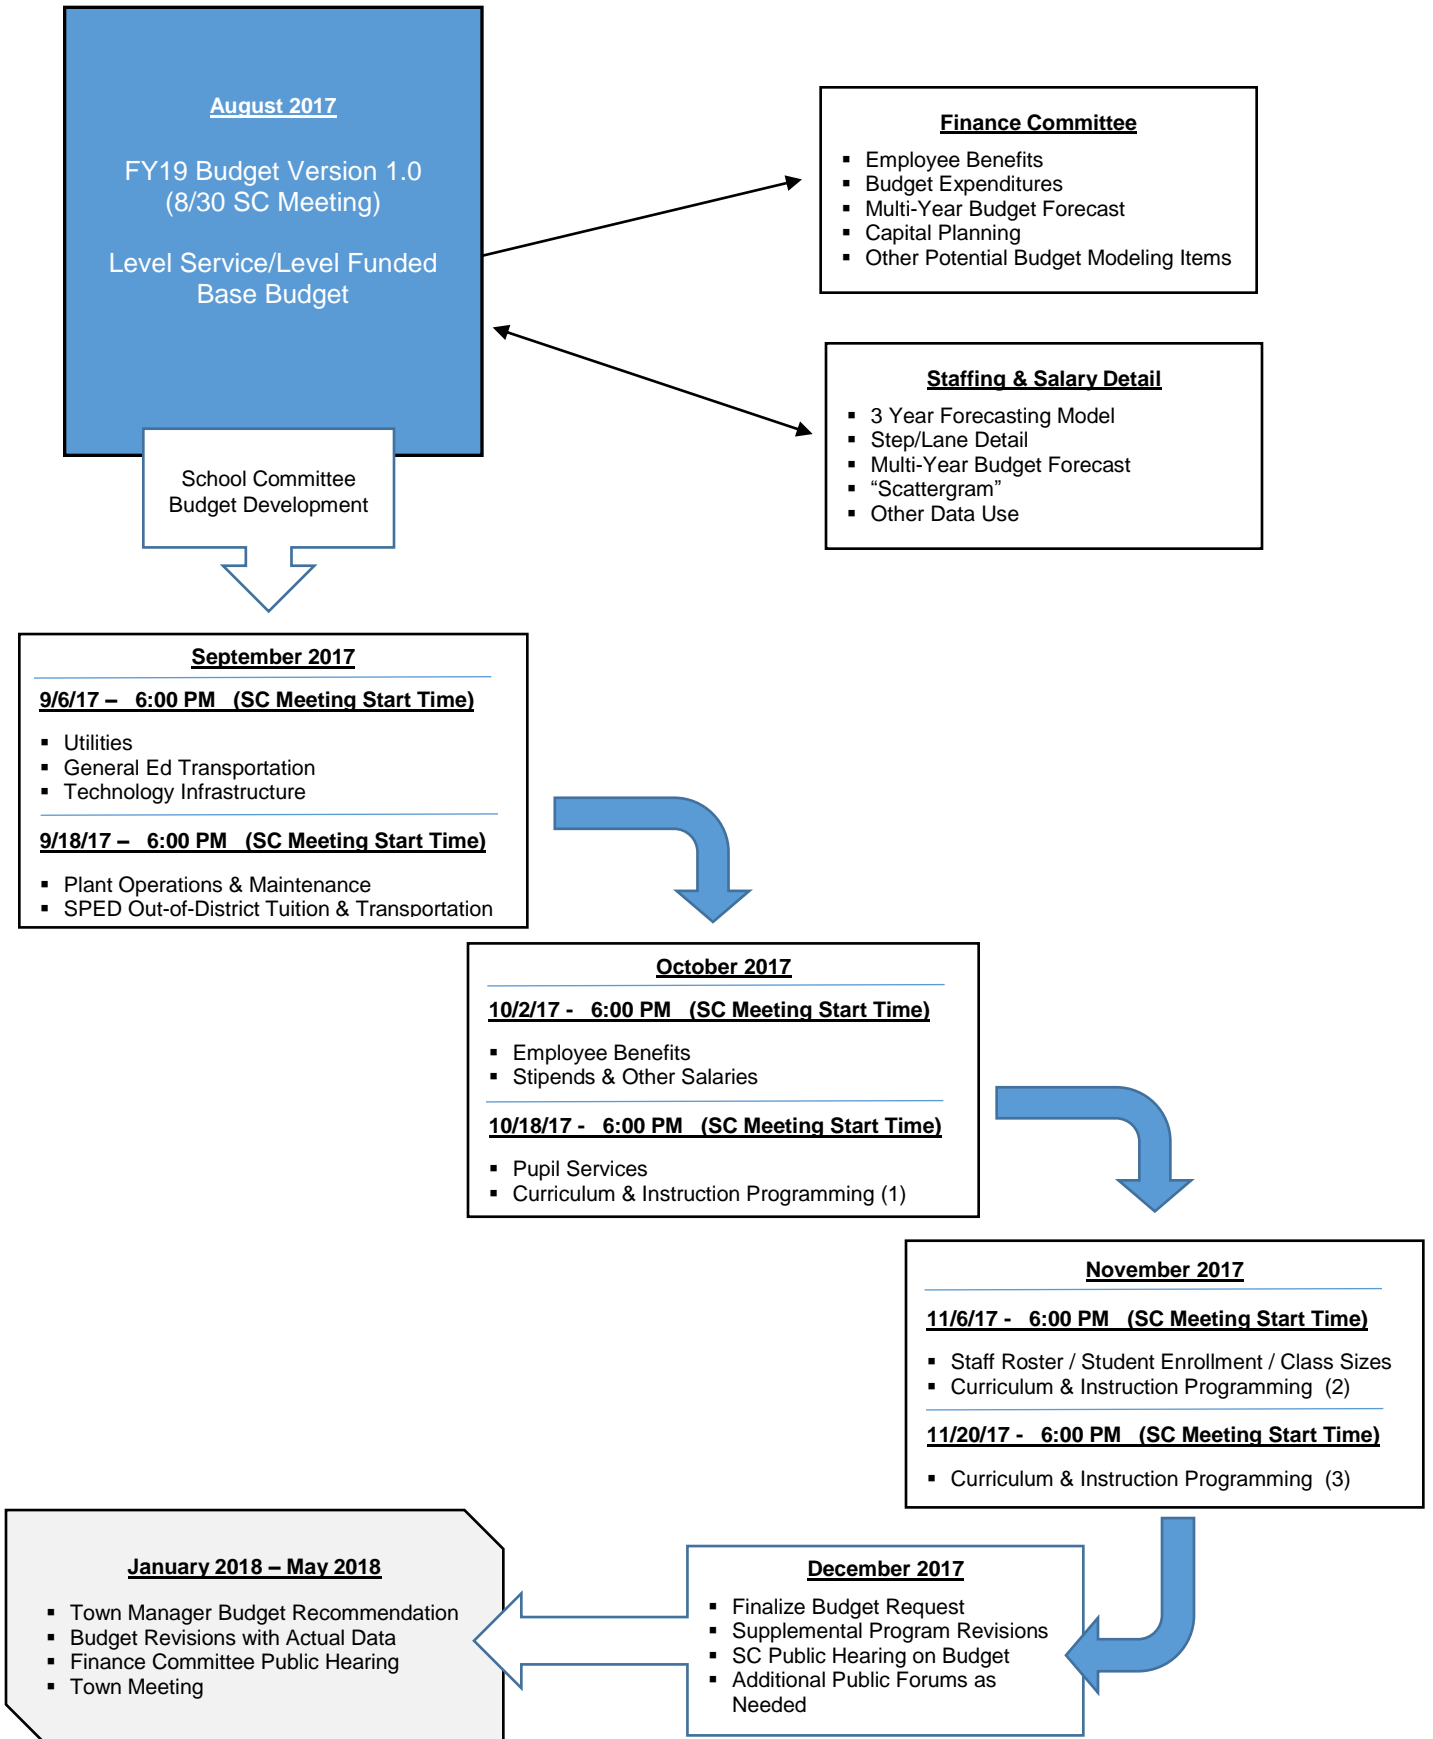 August 2017
FY19 Budget Version 1.0
(8/30 SC Meeting)
Level Service/Level Funded
Base Budget
Finance Committee
▪ Employee Benefits
▪ Budget Expenditures
▪ Multi-Year Budget Forecast
▪ Capital Planning
▪ Other Potential Budget Modeling Items
Staffing & Salary Detail
▪ 3 Year Forecasting Model
▪ Step/Lane Detail
▪ Multi-Year Budget Forecast
▪ “Scattergram”
▪ Other Data Use
School Committee
Budget Development
September 2017
9/6/17 – 6:00 PM (SC Meeting Start Time)
▪ Utilities
▪ General Ed Transportation
▪ Technology Infrastructure
9/18/17 – 6:00 PM (SC Meeting Start Time)
▪ Plant Operations & Maintenance
▪ SPED Out-of-District Tuition & Transportation
October 2017
10/2/17 - 6:00 PM (SC Meeting Start Time)
▪ Employee Benefits
▪ Stipends & Other Salaries
10/18/17 - 6:00 PM (SC Meeting Start Time)
▪ Pupil Services
▪ Curriculum & Instruction Programming (1)
November 2017
11/6/17 - 6:00 PM (SC Meeting Start Time)
▪ Staff Roster / Student Enrollment / Class Sizes
▪ Curriculum & Instruction Programming (2)
11/20/17 - 6:00 PM (SC Meeting Start Time)
▪ Curriculum & Instruction Programming (3)
December 2017
▪ Finalize Budget Request
▪ Supplemental Program Revisions
▪ SC Public Hearing on Budget
▪ Additional Public Forums as
Needed
January 2018 – May 2018
▪ Town Manager Budget Recommendation
▪ Budget Revisions with Actual Data
▪ Finance Committee Public Hearing
▪ Town Meeting